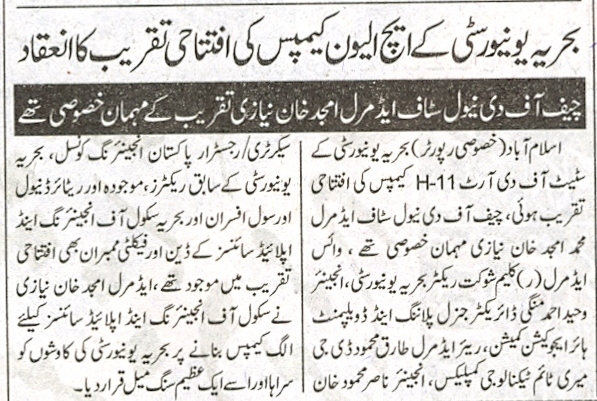 بحریہ یونیورسٹی کے ایچ الیون کیمپس کی افتتاحی تقریب کا انعقاد
چیف آف دی نیول سٹاف ایڈمرل امجد خان نیازی تقریب کے مہمان خصوصی تھے
اسلام آباد (خصوصی رپورٹر) بحریہ یونیورسٹی کے
سٹیٹ آف دی آرٹ H-11 کیمپس کی افتتاحی
تقریب ہوئی، چیف آف دی نیول سٹاف ایڈمرل
محمد امجد خان نیازی مہمان خصوصی تھے، وائس
ایڈمرل (ر) کلیم شوکت ریکٹر بحریہ یونیورسٹی، انجینئر
وحید احمد منگی ڈائریکٹر جنرل پلاننگ اینڈ ڈویلپمنٹ
ہائر ایجوکیشن کمیشن، رییئر ایڈمرل طارق محمود ڈی جی
میری ٹائم ٹیکنالوجی کمپلیکس، انجینئر ناصر محمود خان
سیکرٹری/رجسٹرار پاکستان انجینئرنگ کونسل، بحریہ
یونیورسٹی کے سابق ریکٹرز، موجودہ اور ریٹائرڈ نیول
اور سول افسران اور بحریہ سکول آف انجینئرنگ اینڈ
اپلائیڈ سائنسز کے ڈین اور فیکلٹی ممبران بھی افتتاحی
تقریب میں موجود تھے، ایڈمرل امجد خان نیازی
نے سکول آف انجینئرنگ اینڈ اپلائیڈ سائنسز کیلئے
الگ کیمپس بنانے پر بحریہ یونیورسٹی کی کاوشوں کو
سراہا اور اسے ایک عظیم سنگ میل قرار دیا۔